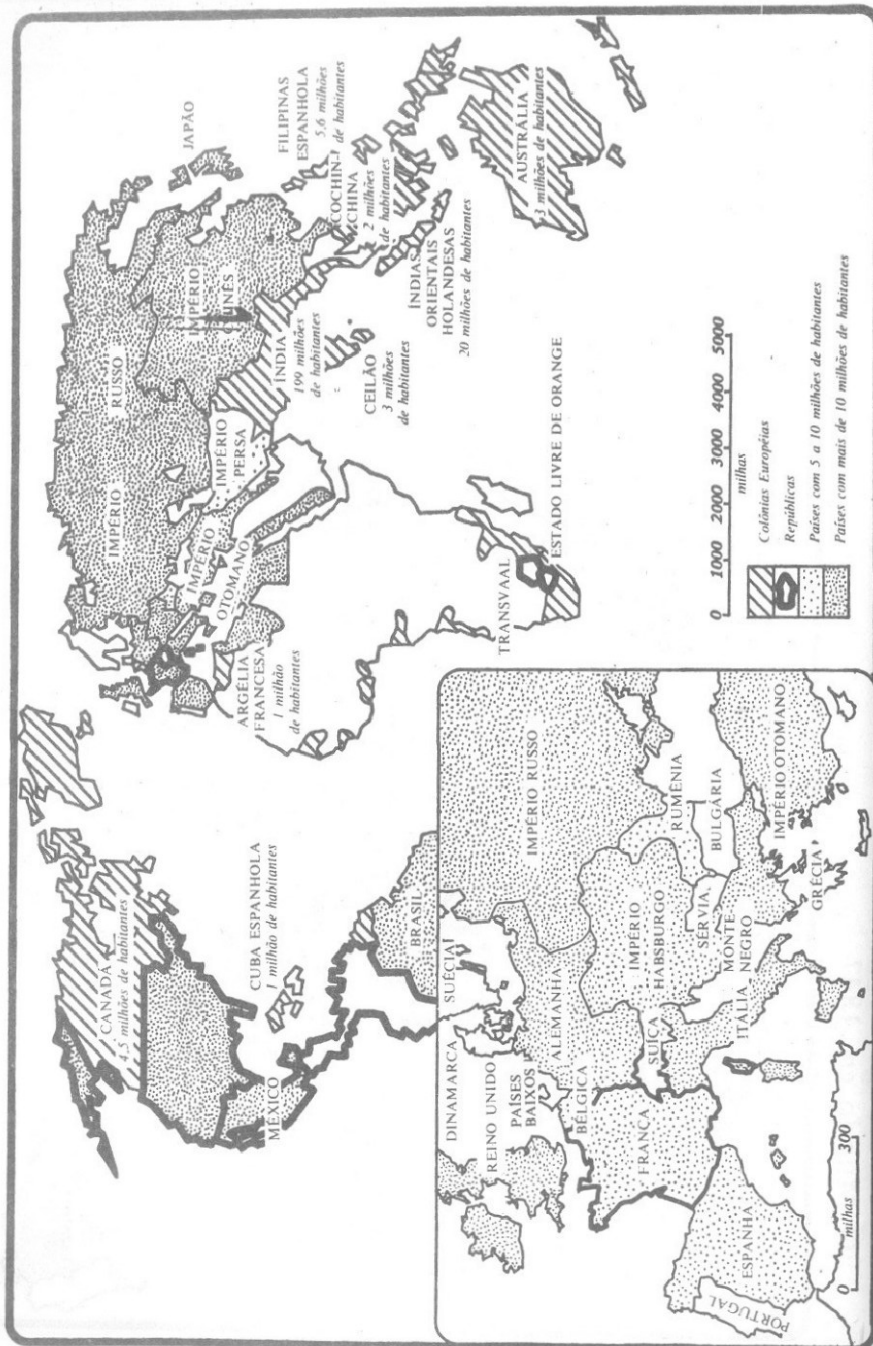 CANADÁ
4,5 milhões de habitantes
MÉXICO
CUBA ESPANHOLA
1 milhão de habitantes
BRASIL
ARGÉLIA
FRANCESA
1 milhão
de habitantes
IMPÉRIO
RUSSO
IMPÉRIO
OTOMANO
IMPÉRIO
PERSA
IMPÉRIO
CHINÊS
JAPÃO
ÍNDIA
199 milhões
de habitantes
CEILÃO
3 milhões
de habitantes
FILIPINAS
ESPANHOLA
5,6 milhões
de habitantes
COCHIN-
CHINA
2 milhões
de habitantes
ÍNDIAS
ORIENTAIS
HOLANDESAS
20 milhões de habitantes
AUSTRÁLIA
3 milhões de habitantes
TRANSVAAL
ESTADO LIVRE DE ORANGE
0 1000 2000 3000 4000 5000
milhas
Colônias Européias
Repúblicas
Países com 5 a 10 milhões de habitantes
Países com mais de 10 milhões de habitantes
SUÉCIA
DINAMARCA
REINO UNIDO
PAÍSES
BAIXOS
BÉLGICA
ALEMANHA
IMPÉRIO RUSSO
FRANÇA
SUÍÇA
IMPÉRIO
HABSBURGO
RUMÊNIA
BULGÁRIA
SERVIA
MONTE-
NEGRO
ITÁLIA
IMPÉRIO OTOMANO
GRÉCIA
PORTUGAL
ESPANHA
0 300
milhas